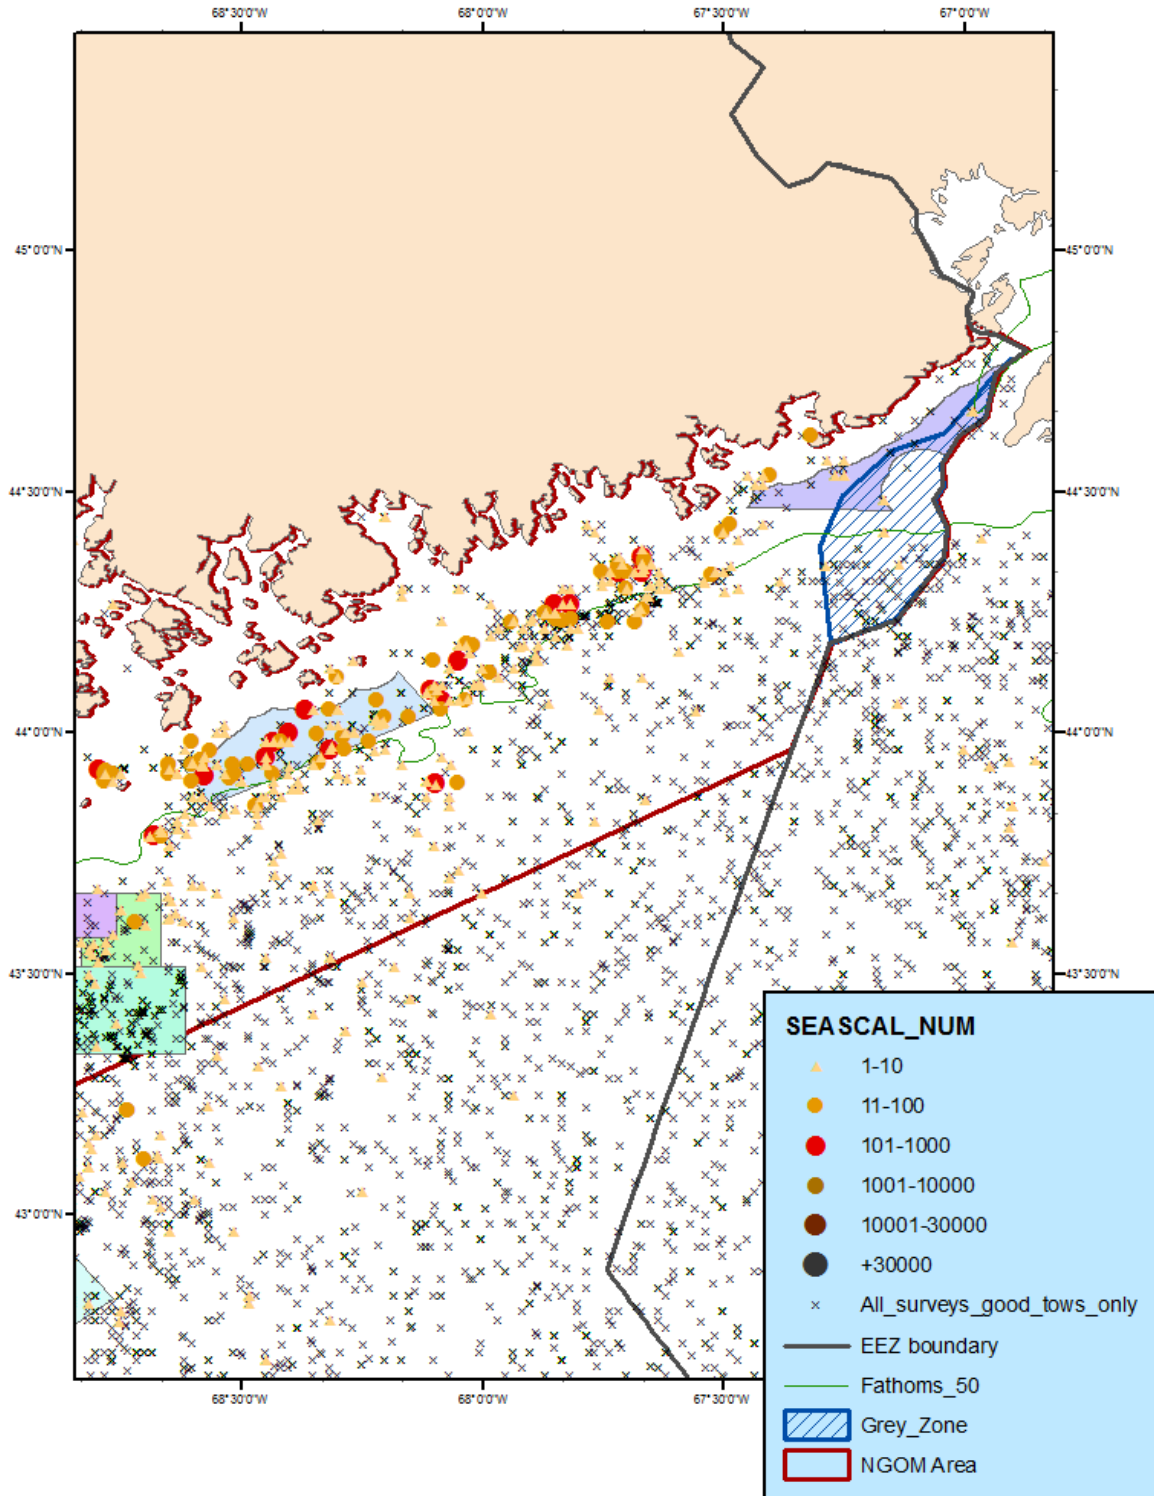 68°30'0"W 68°0'0"W 67°30'0"W 67°0'0"W
45°0'0"N 45°0'0"N
44°30'0"N 44°30'0"N
44°0'0"N 44°0'0"N
43°30'0"N 43°30'0"N
43°0'0"N
SEASCAL_NUM
1-10
11-100
101-1000
1001-10000
10001-30000
+30000
All_surveys_good_tows_only
EEZ boundary
Fathoms_50
Grey_Zone
NGOM Area
68°30'0"W 68°0'0"W 67°30'0"W